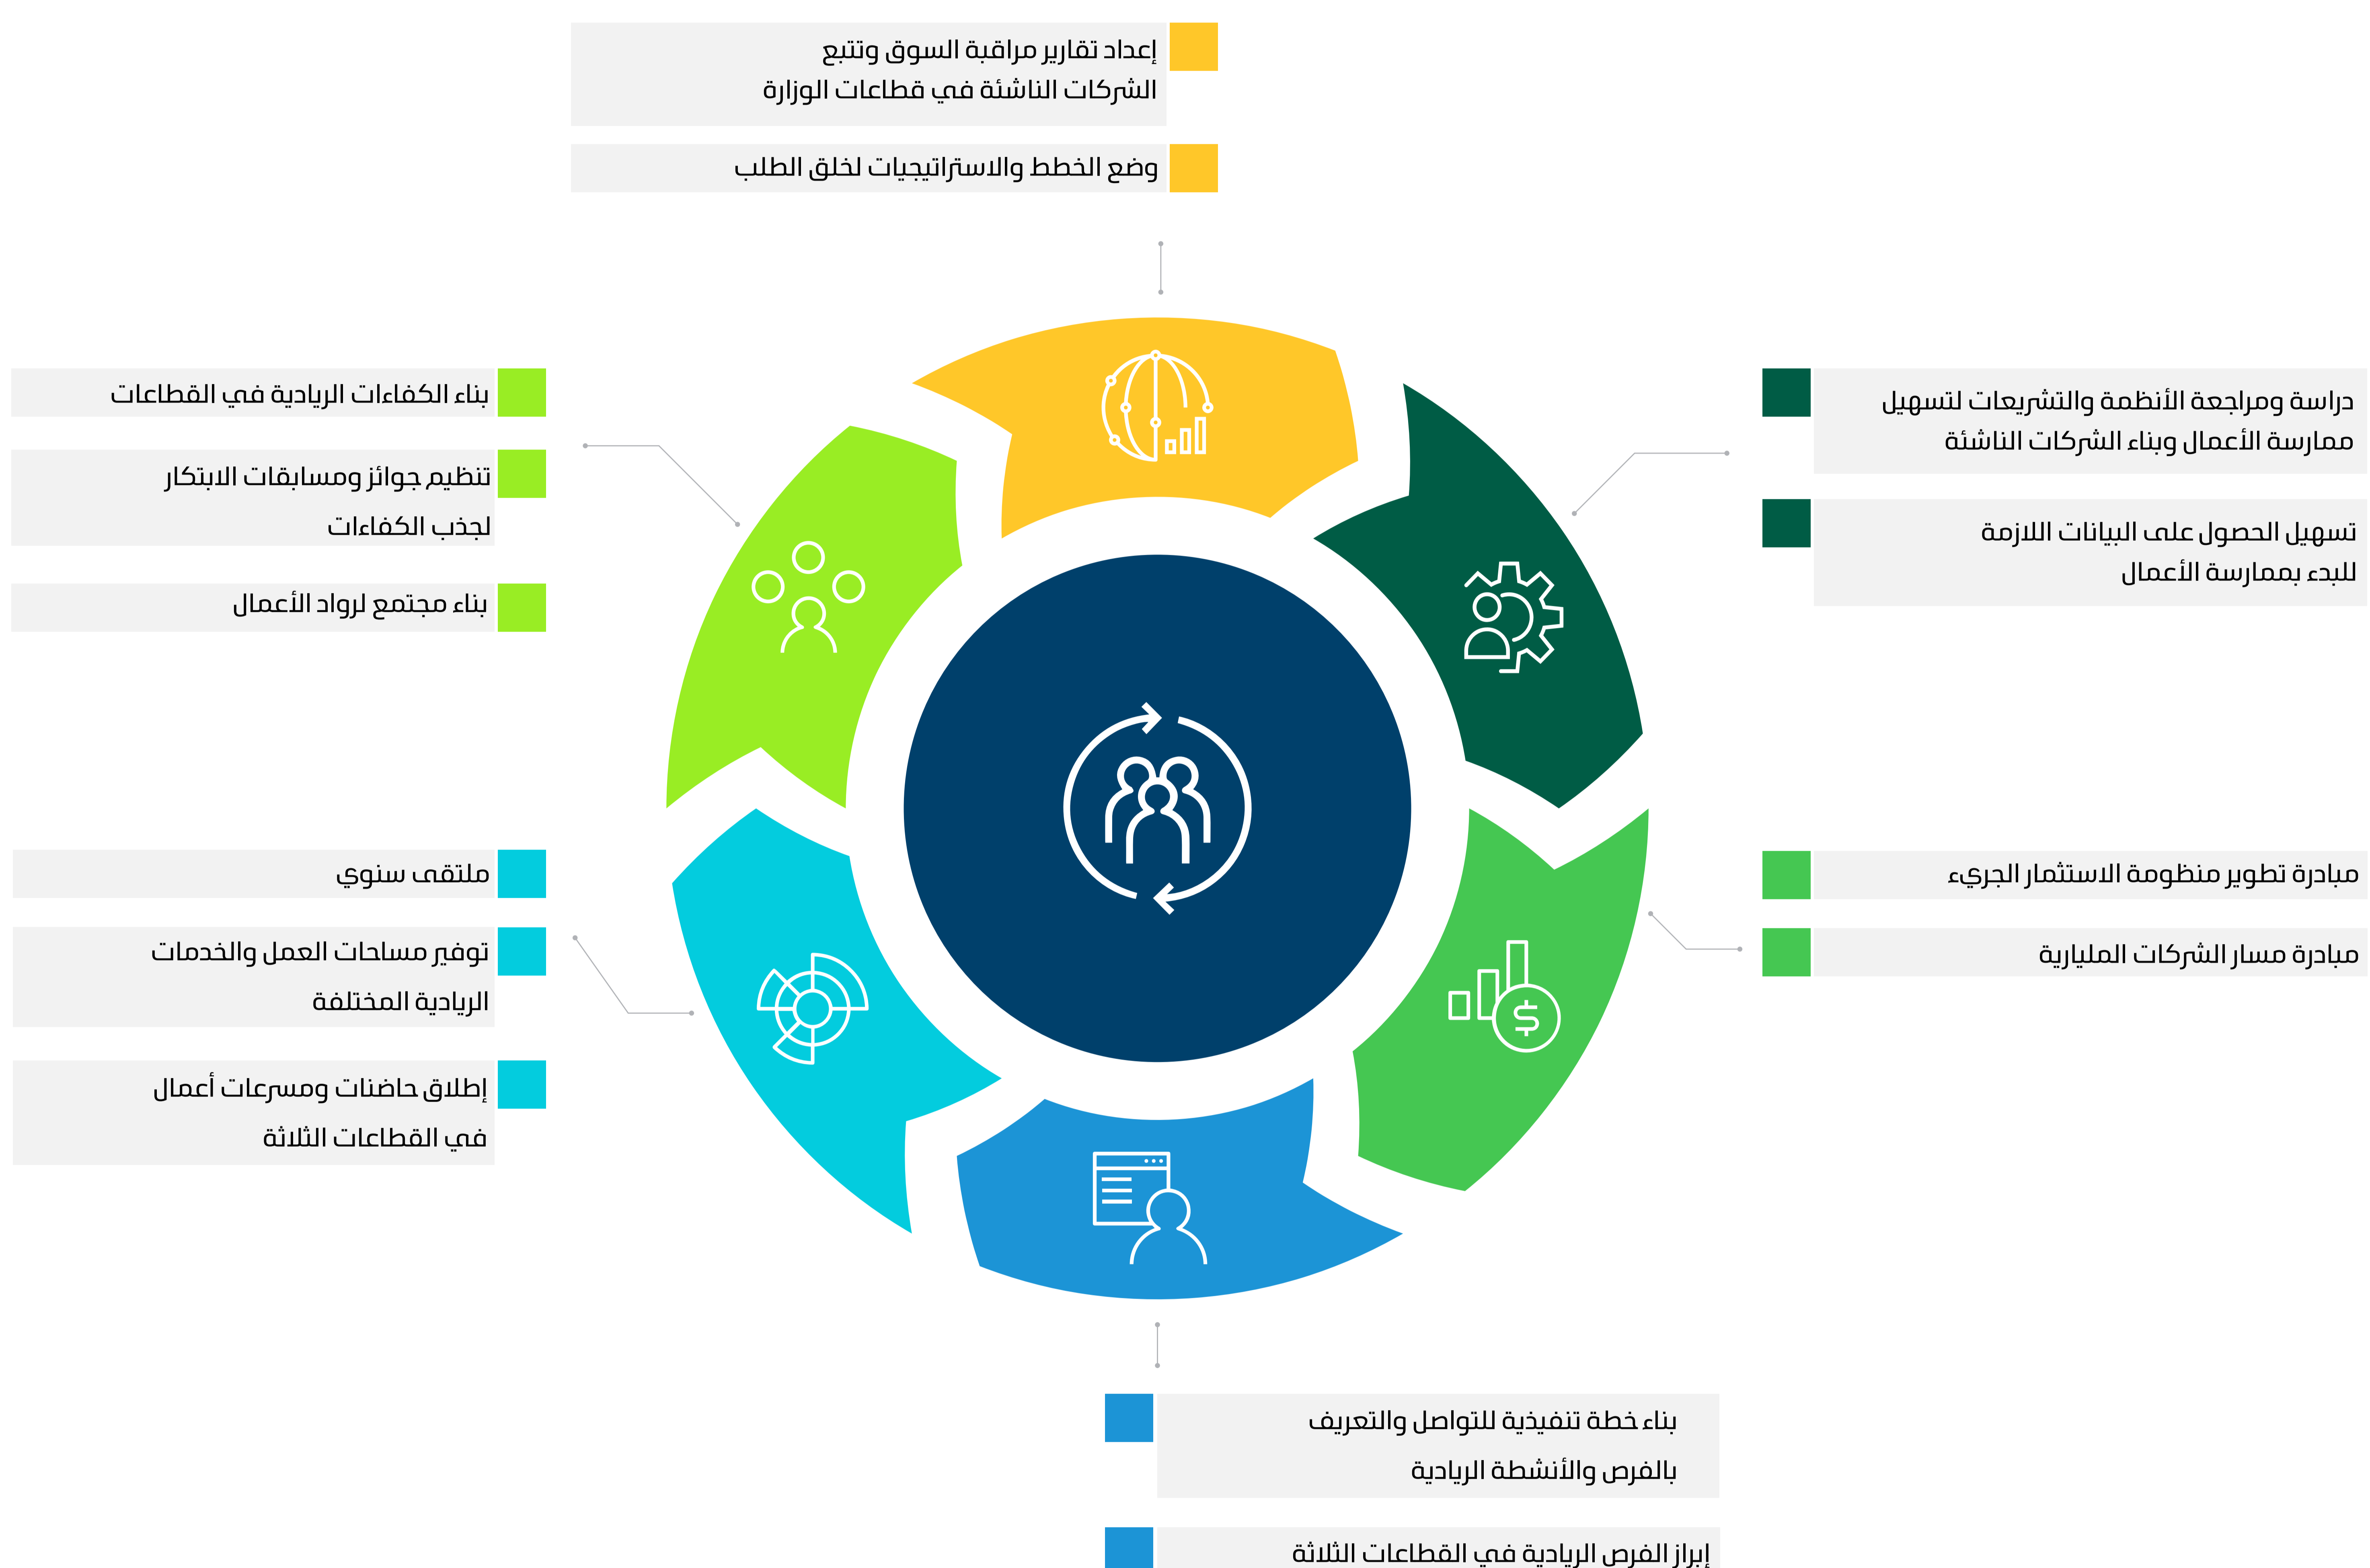 إعداد تقارير مراقبة السوق وتتبع
الشركات الناشئة في قطاعات الوزارة
وضع الخطط والاستراتيجيات لخلق الطلب
دراسة ومراجعة الأنظمة والتشريعات لتسهيل
ممارسة الأعمال وبناء الشركات الناشئة
تسهيل الحصول على البيانات اللازمة
للبدء بممارسة الأعمال
مبادرة تطوير منظومة الاستثمار الجريء
مبادرة مسار الشركات المليارية
$
بناء خطة تنفيذية للتواصل والتعريف
بالفرص والأنشطة الريادية
إبراز الفرص الريادية في القطاعات الثلاثة
ملتقى سنوي
توفير مساحات العمل والخدمات
الريادية المختلفة
إطلاق حاضنات ومسرعات أعمال
في القطاعات الثلاثة
بناء الكفاءات الريادية في القطاعات
تنظيم جوائز ومسابقات الابتكار
لجذب الكفاءات
بناء مجتمع لرواد الأعمال